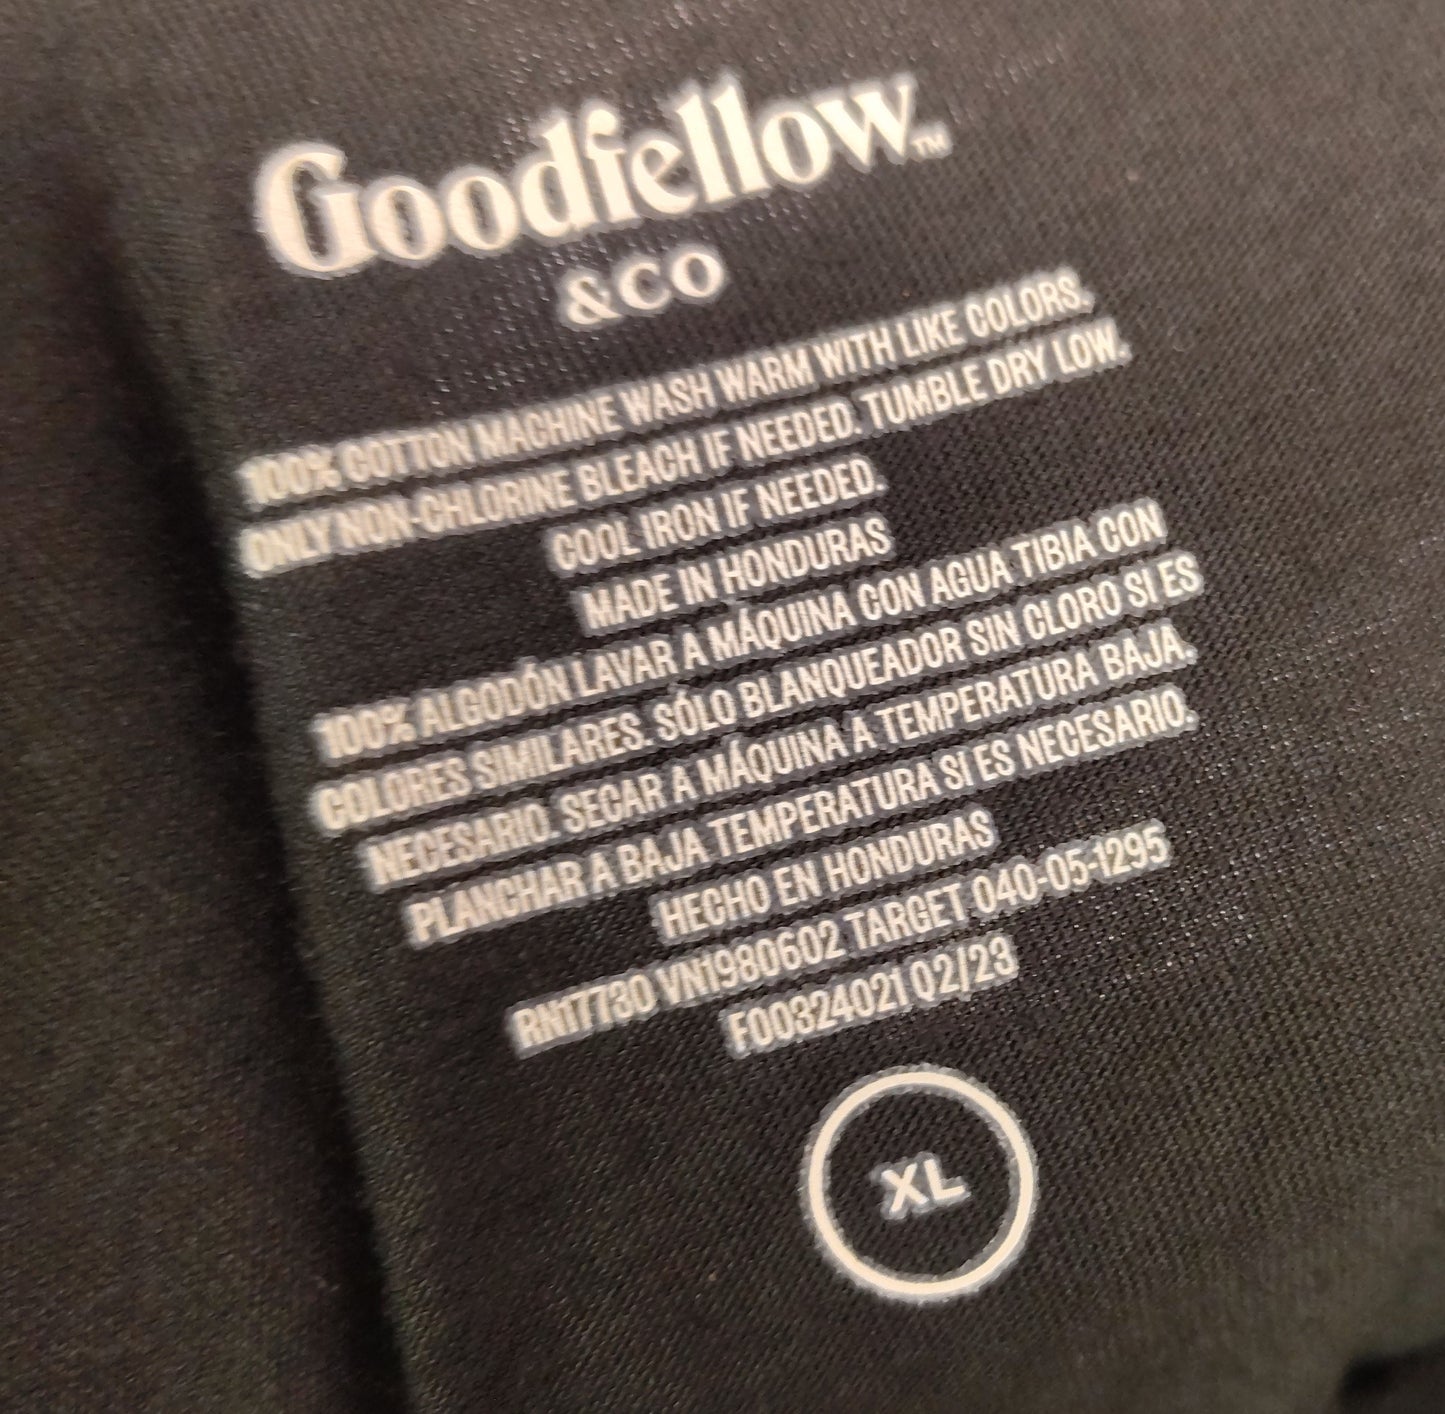 Goodfellow™
&CO
100% COTTON MACHINE WASH WARM WITH LIKE COLORS.
ONLY NON-CHLORINE BLEACH IF NEEDED. TUMBLE DRY LOW.
COOL IRON IF NEEDED.
MADE IN HONDURAS
100% ALGODÓN LAVAR A MÁQUINA CON AGUA TIBIA CON
COLORES SIMILARES. SÓLO BLANQUEADOR SIN CLORO SI ES
NECESARIO. SECAR A MÁQUINA A TEMPERATURA BAJA.
PLANCHAR A BAJA TEMPERATURA SI ES NECESARIO.
HECHO EN HONDURAS
RN17730 VN1980602 TARGET 040-05-1295
F00324021 Q2/23
XL